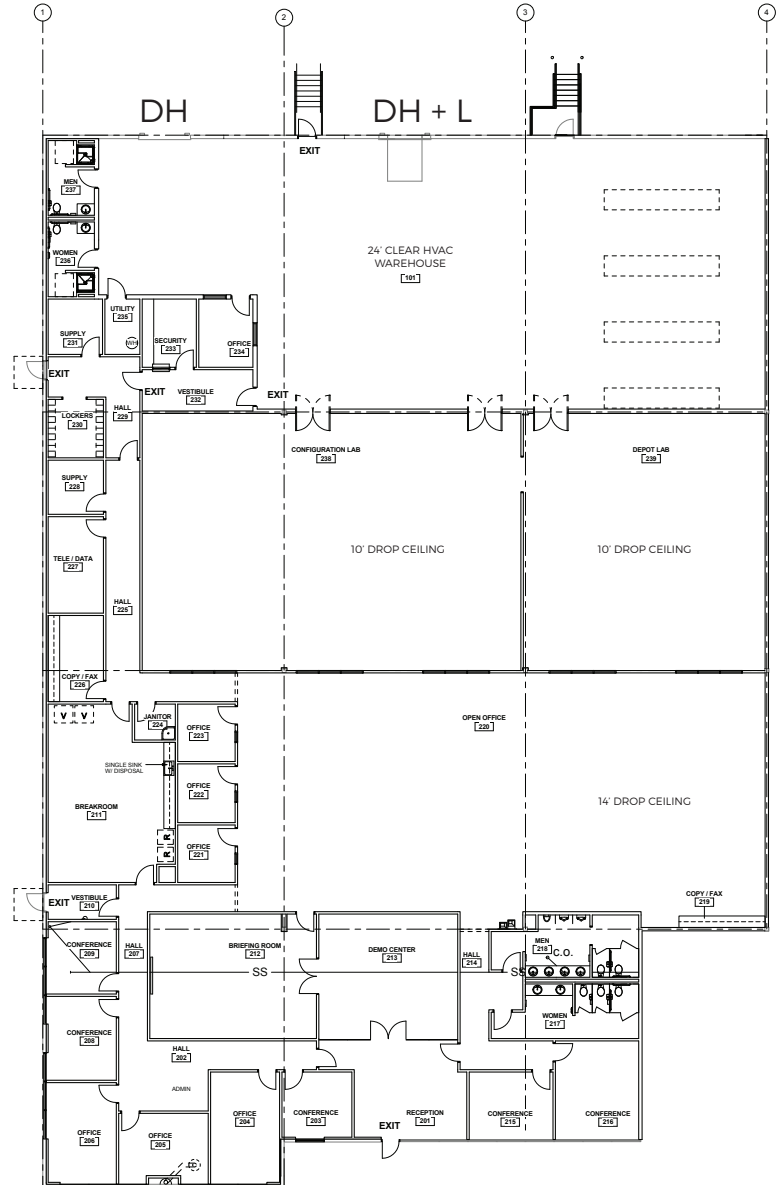 1
2
3
4
DH
DH + L
EXIT
MEN
237
WOMEN
236
24' CLEAR HVAC
WAREHOUSE
101
UTILITY
235
WH
SUPPLY
231
SECURITY
233
OFFICE
234
EXIT
EXIT
VESTIBULE
232
EXIT
LOCKERS
230
HALL
229
CONFIGURATION LAB
238
DEPOT LAB
239
SUPPLY
228
10' DROP CEILING
10' DROP CEILING
TELE / DATA
227
HALL
225
COPY / FAX
226
V V
JANITOR
224
OFFICE
223
OPEN OFFICE
220
SINGLE SINK
W/ DISPOSAL
OFFICE
222
14' DROP CEILING
BREAKROOM
211
R
R
OFFICE
221
EXIT
VESTIBULE
210
COPY / FAX
219
CONFERENCE
209
HALL
207
BRIEFING ROOM
212
DEMO CENTER
213
HALL
214
MEN
218
C.O.
SS
SS
WOMEN
217
CONFERENCE
208
HALL
202
ADMIN
OFFICE
206
OFFICE
205
OFFICE
204
CONFERENCE
203
RECEPTION
201
EXIT
CONFERENCE
215
CONFERENCE
216